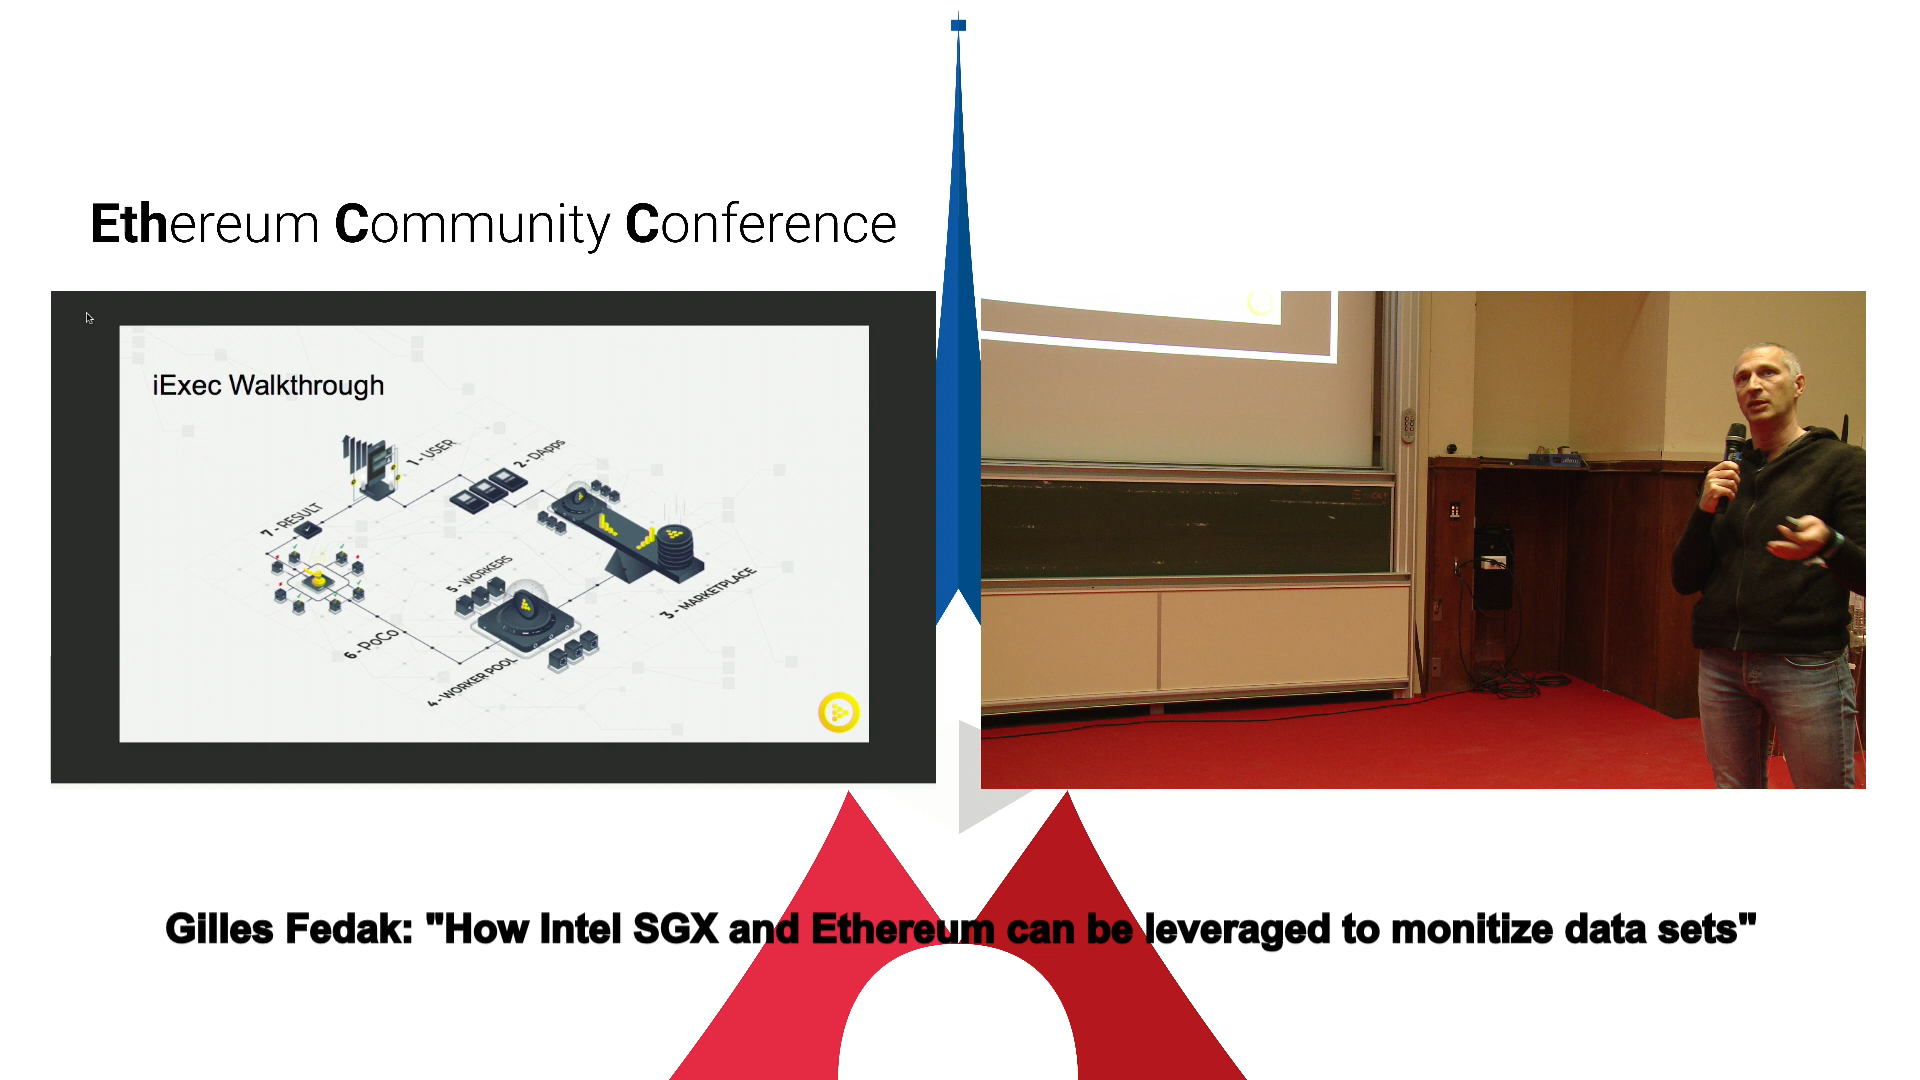 Ethereum Community Conference
iExec Walkthrough
1 - USER
2 - DApps
7 - RESULT
5 - WORKERS
3 - MARKETPLACE
6 - PoCo
4 - WORKER POOL
Gilles Fedak: "How Intel SGX and Ethereum can be leveraged to monitize data sets"